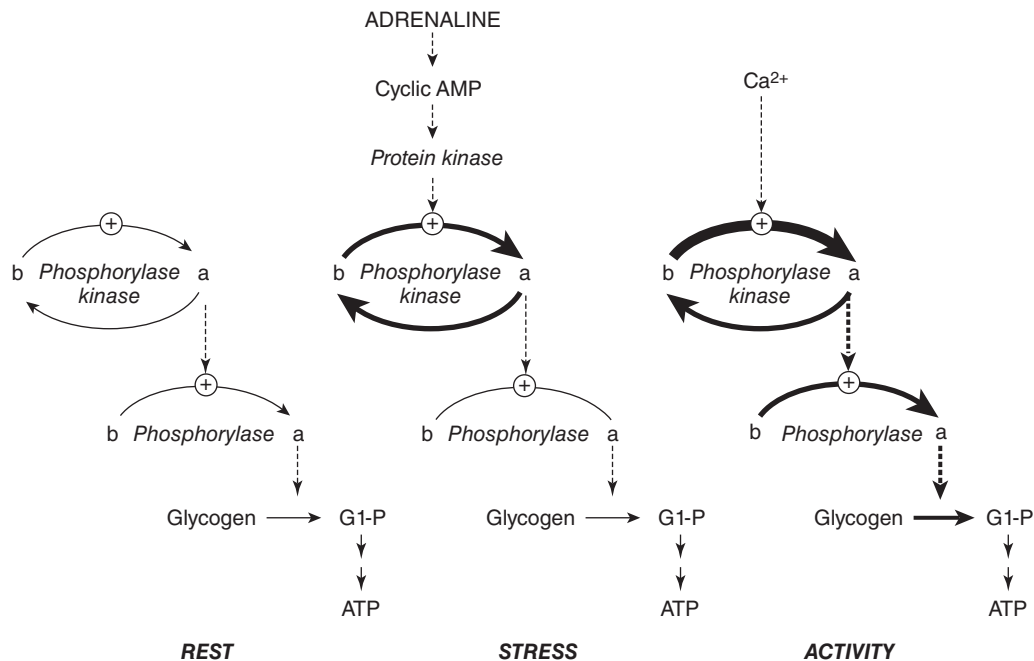 ADRENALINE
Cyclic AMP
Ca²⁺
Protein kinase
+
+
+
b Phosphorylase kinase a
b Phosphorylase kinase a
b Phosphorylase kinase a
+
+
+
b Phosphorylase a
b Phosphorylase a
b Phosphorylase a
Glycogen G1-P
Glycogen G1-P
Glycogen G1-P
ATP
ATP
ATP
REST
STRESS
ACTIVITY